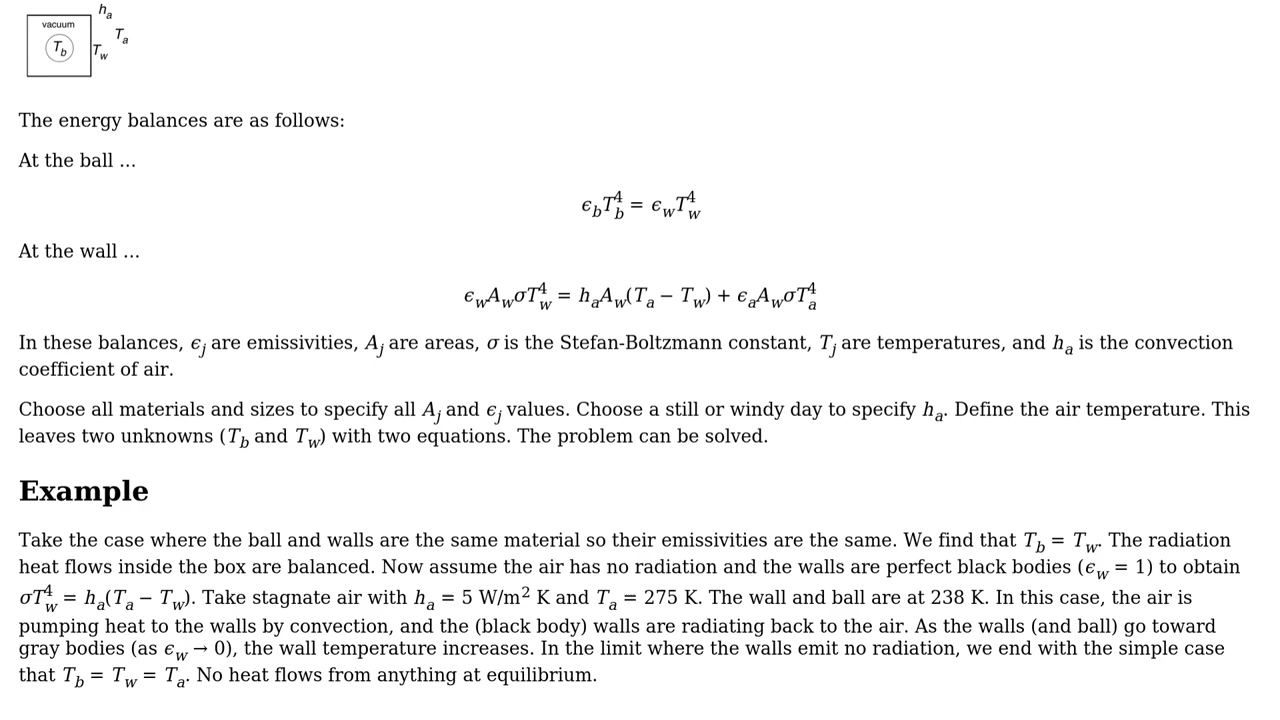 hₐ
vacuum
Tₐ
T_b
T_w
The energy balances are as follows:
At the ball ...
ϵ_b T_b^4 = ϵ_w T_w^4
At the wall ...
ϵ_w A_w σT_w^4 = h_a A_w(T_a − T_w) + ϵ_a A_w σT_a^4
In these balances, ϵ_j are emissivities, A_j are areas, σ is the Stefan-Boltzmann constant, T_j are temperatures, and h_a is the convection
coefficient of air.
Choose all materials and sizes to specify all A_j and ϵ_j values. Choose a still or windy day to specify h_a. Define the air temperature. This
leaves two unknowns (T_b and T_w) with two equations. The problem can be solved.
Example
Take the case where the ball and walls are the same material so their emissivities are the same. We find that T_b = T_w. The radiation
heat flows inside the box are balanced. Now assume the air has no radiation and the walls are perfect black bodies (ϵ_w = 1) to obtain
σT_w^4 = h_a(T_a − T_w). Take stagnate air with h_a = 5 W/m² K and T_a = 275 K. The wall and ball are at 238 K. In this case, the air is
pumping heat to the walls by convection, and the (black body) walls are radiating back to the air. As the walls (and ball) go toward
gray bodies (as ϵ_w → 0), the wall temperature increases. In the limit where the walls emit no radiation, we end with the simple case
that T_b = T_w = T_a. No heat flows from anything at equilibrium.